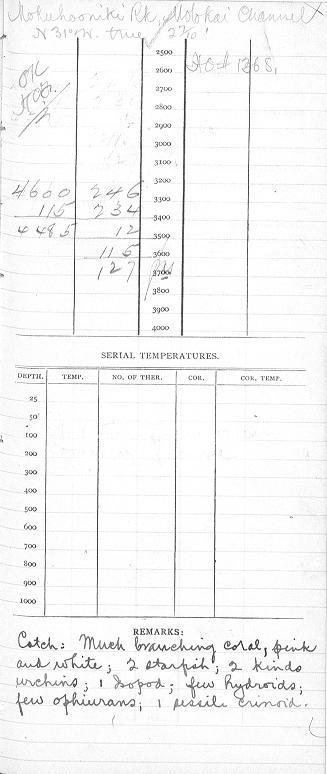 Mokuhooniki Rk, Molokai Channel
N 31° W. true, 2 7/10'
2500
2600 H.O.# 1368,
OK
2700
2800
2900
3000
3100
3200
4600 246 3300
115 234 3400
4485 12 3500
115 3600
127 3700
3800
3900
4000
SERIAL TEMPERATURES.
DEPTH. TEMP. NO. OF THER. COR. COR. TEMP.
25
50
100
200
300
400
500
600
700
800
900
1000
REMARKS:
Catch: Much branching coral, pink
and white; 2 starfish; 2 kinds
urchins; 1 Isopod; few hydroids;
few ophiurans; 1 sessile crinoid.